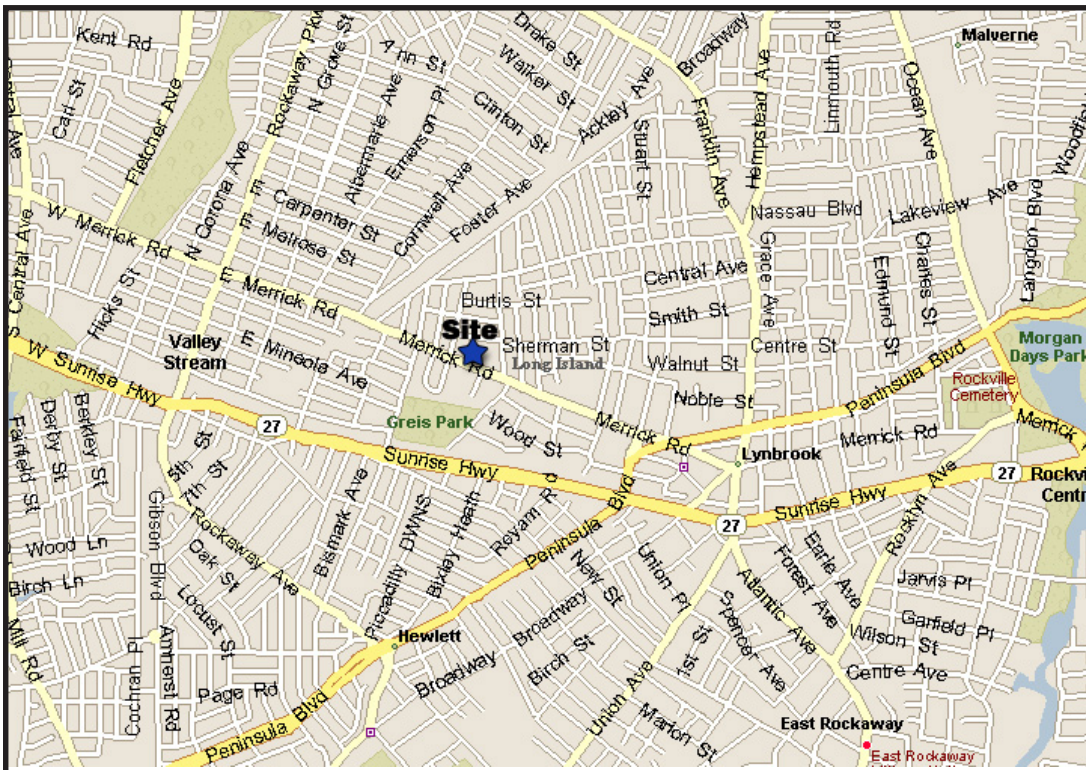 Kent Rd
Carl St
Fletcher Ave
N Corona Ave
Rockaway Pkwy
N Grove St
Ann St
Albermarle Ave
Emerson Pl
Drake St
Walker St
Clinton St
Ackley Ave
Broadway
Stuart St
Franklin Ave
Hempstead Ave
Linmouth Rd
Malverne
Ocean Ave
W Merrick Rd
E Carpenter St
E Melrose St
Cornwell Ave
Foster Ave
Nassau Blvd
Lakeview Ave
Langdon Blvd
S Central Ave
Hicks St
E Merrick Rd
Burtis St
Central Ave
Smith St
Grace Ave
Edmund St
Charles St
Valley
Stream
E Mineola Ave
Site
Merrick Rd
Sherman St
Long Island
Walnut St
Centre St
Morgan
Days Park
W Sunrise Hwy
Noble St
Peninsula Blvd
Rockville
Cemetery
Greis Park
Wood St
Merrick Rd
Merrick Rd
Merrick
27
Sunrise Hwy
Lynbrook
Sunrise Hwy
27
27
Fairfield St
Derby St
Berkley St
5th St
7th St
Gibson Blvd
Rockaway Ave
Bismark Ave
Piccadilly DWNS
Bixley Heath
Reyam Rd
Peninsula Blvd
Rocklyn Ave
Wood Ln
Birch Ln
Oak St
Locust St
New St
Union Pl
Atlantic Ave
Forest Ave
Earle Ave
Jarvis Pl
Garfield Pl
Wilson St
Centre Ave
Mill Rd
Cochran Pl
Amherst Rd
Page Rd
Peninsula Blvd
Hewlett
Broadway
Broadway
Birch St
Union Ave
1st St
Spencer Ave
Marion St
East Rockaway
East Rockaway